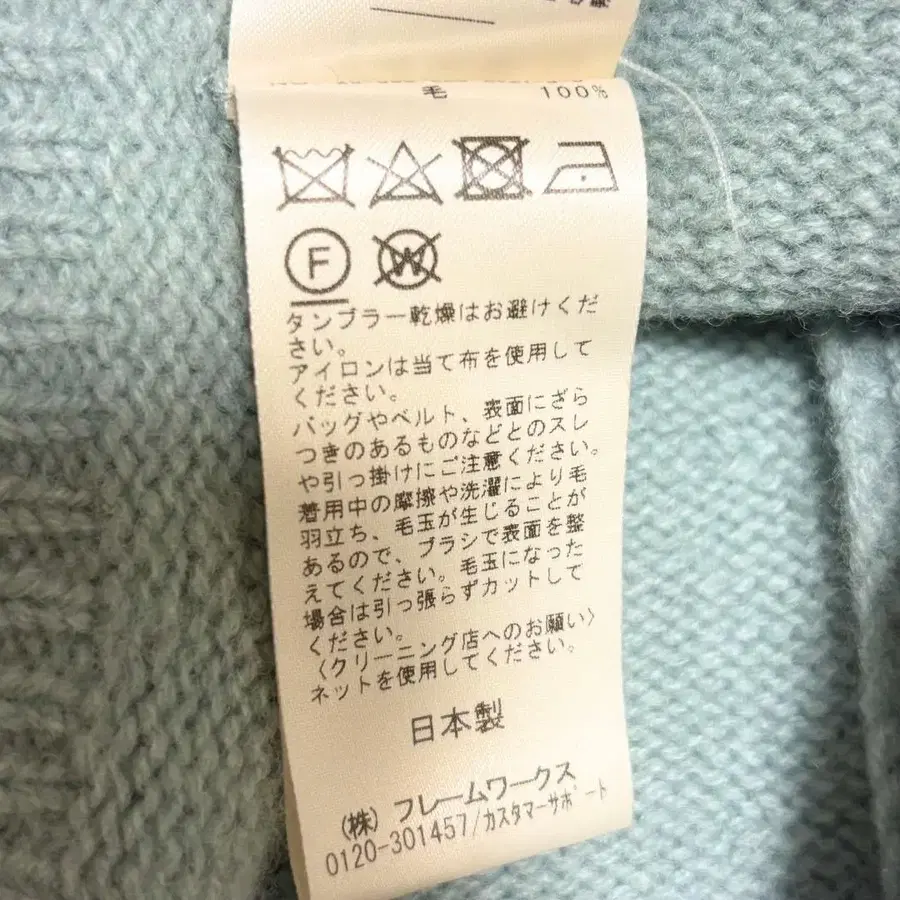 毛 100%
F
W
タンブラー乾燥はお避けくだ
さい。
アイロンは当て布を使用して
ください。
バッグやベルト、表面にざら
つきのあるものなどとのスレ
や引っ掛けにご注意ください。
着用中の摩擦や洗濯により毛
羽立ち、毛玉が生じることが
あるので、ブラシで表面を整
えてください。毛玉になった
場合は引っ張らずカットして
ください。
〈クリーニング店へのお願い〉
ネットを使用してください。
日本製
(株) フレームワークス
0120-301457/カスタマーサポート